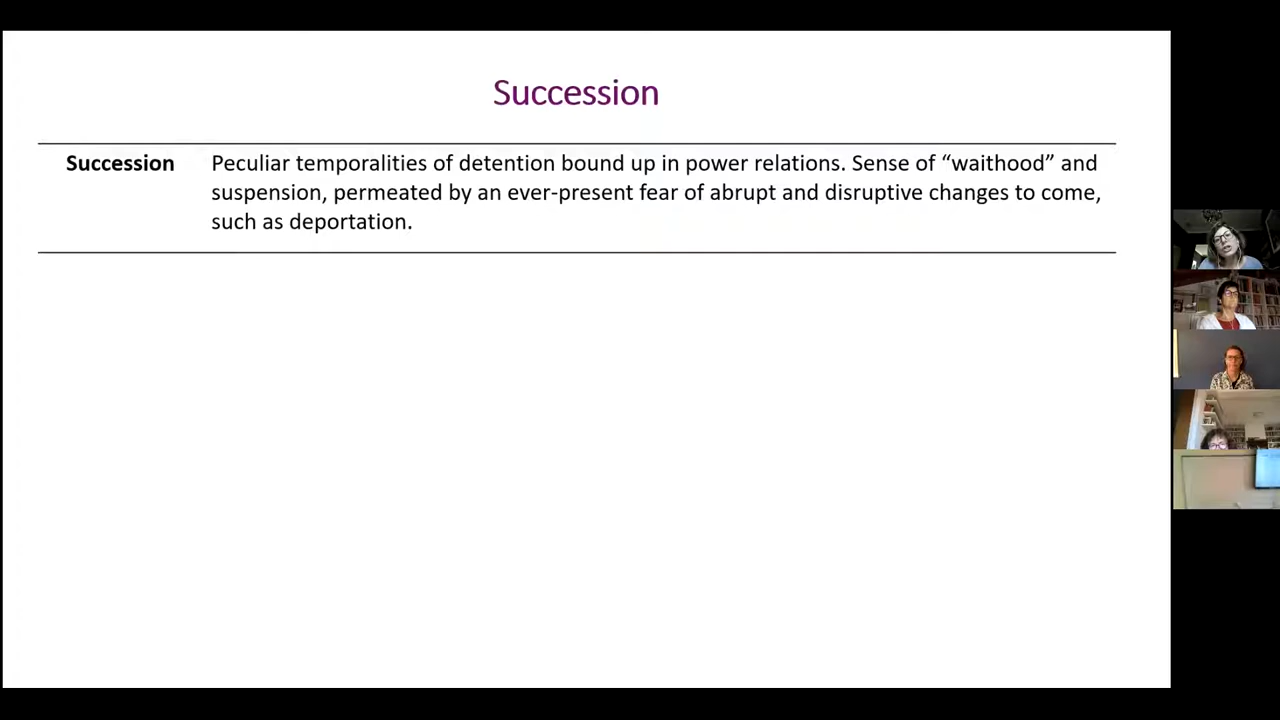 Succession
Succession Peculiar temporalities of detention bound up in power relations. Sense of “waithood” and
suspension, permeated by an ever-present fear of abrupt and disruptive changes to come,
such as deportation.